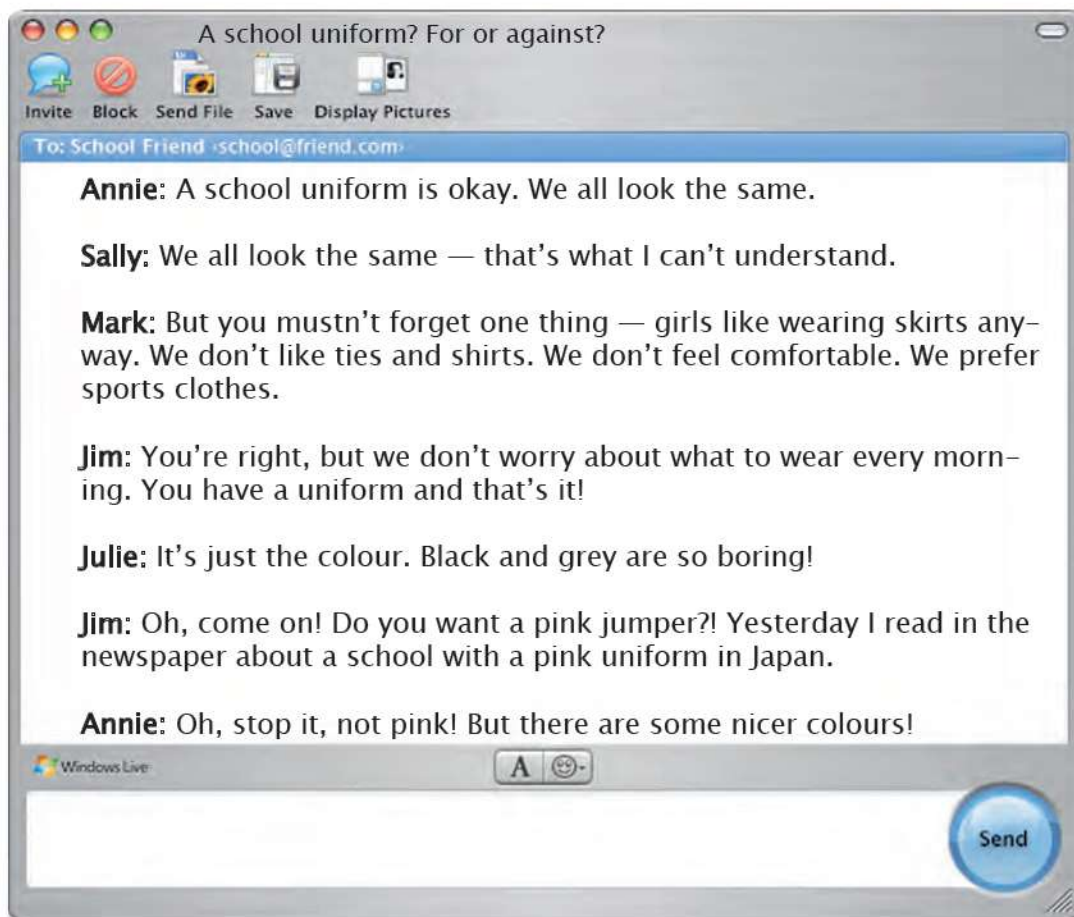 A school uniform? For or against?
Invite Block Send File Save Display Pictures
To: School Friend <school@friend.com>
Annie: A school uniform is okay. We all look the same.
Sally: We all look the same — that's what I can't understand.
Mark: But you mustn't forget one thing — girls like wearing skirts any-
way. We don't like ties and shirts. We don't feel comfortable. We prefer
sports clothes.
Jim: You're right, but we don't worry about what to wear every morn-
ing. You have a uniform and that's it!
Julie: It's just the colour. Black and grey are so boring!
Jim: Oh, come on! Do you want a pink jumper?! Yesterday I read in the
newspaper about a school with a pink uniform in Japan.
Annie: Oh, stop it, not pink! But there are some nicer colours!
Windows Live
A
Send